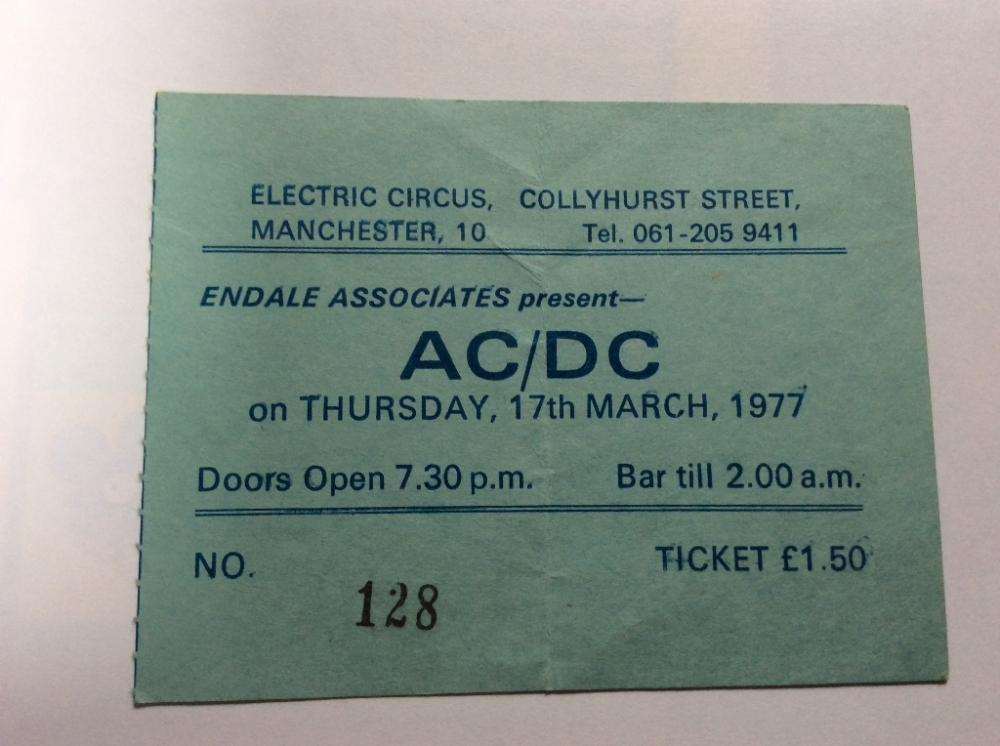 ELECTRIC CIRCUS, COLLYHURST STREET,
MANCHESTER, 10 Tel. 061-205 9411
ENDALE ASSOCIATES present—
AC/DC
on THURSDAY, 17th MARCH, 1977
Doors Open 7.30 p.m. Bar till 2.00 a.m.
NO. TICKET £1.50
128